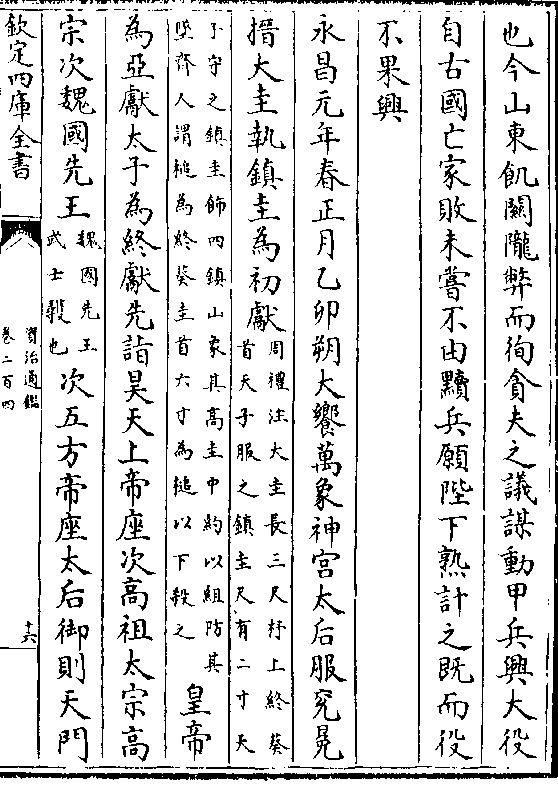 也今山東飢關隴弊而徇貪夫之議謀動甲兵興大役
自古國亡家敗未嘗不由黷兵願陛下熟計之既而役
不果興
永昌元年春正月乙卯朔大饗萬象神宫太后服兖冕
搢大圭執鎮圭為初獻周禮注大圭長三尺杼上終葵
首天子服之鎮圭尺有二寸天
子守之鎮圭飾四鎮山象其高圭中約以組防其
墜齊人謂槌為終葵圭首六寸為槌以下殺之皇帝
為亞獻太子為終獻先詣昊天上帝座次高祖太宗高
宗次魏國先王魏國先王
武士彠也次五方帝座太后御則天門
欽定四庫全書
資治通鑑
卷二百四
十六